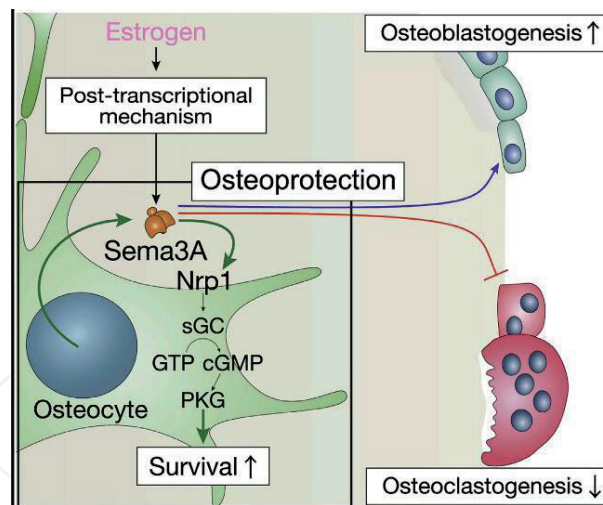 Estrogen
Osteoblastogenesis ↑
Post-transcriptional
mechanism
Osteoprotection
Sema3A
Nrp1
sGC
GTP cGMP
Osteocyte
PKG
Survival ↑
Osteoclastogenesis ↓